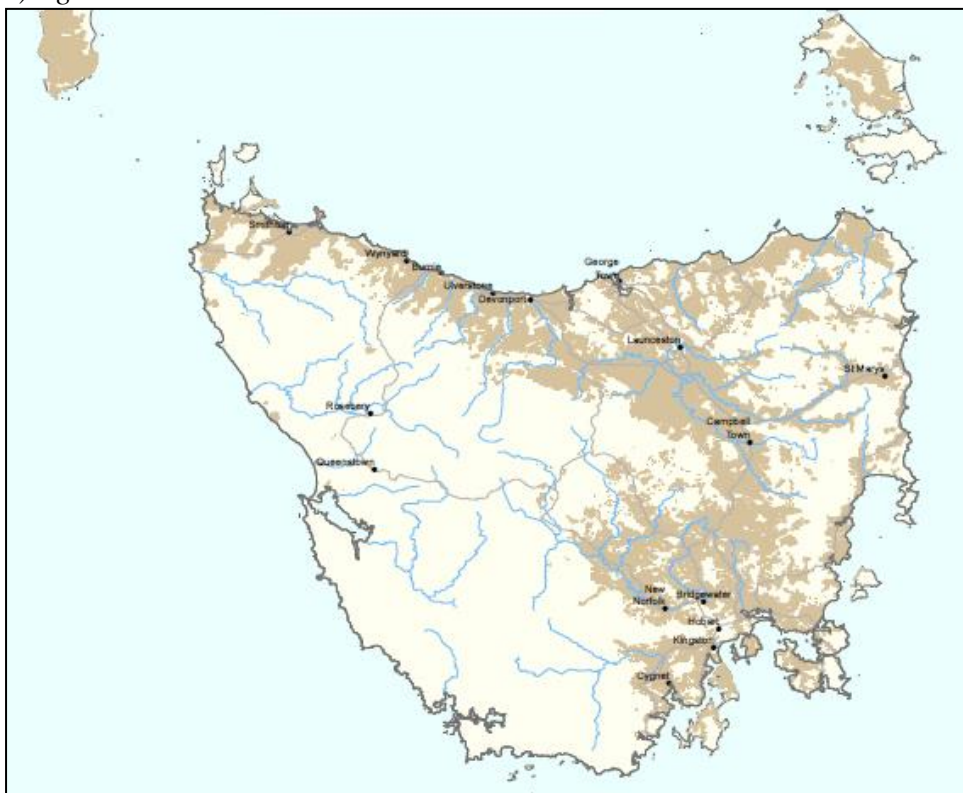 Smithton
Wynyard
Burnie
Ulverstone
Devonport
George
Town
Launceston
St Marys
Rosebery
Campbell
Town
Queenstown
New
Norfolk
Bridgewater
Hobart
Kingston
Cygnet